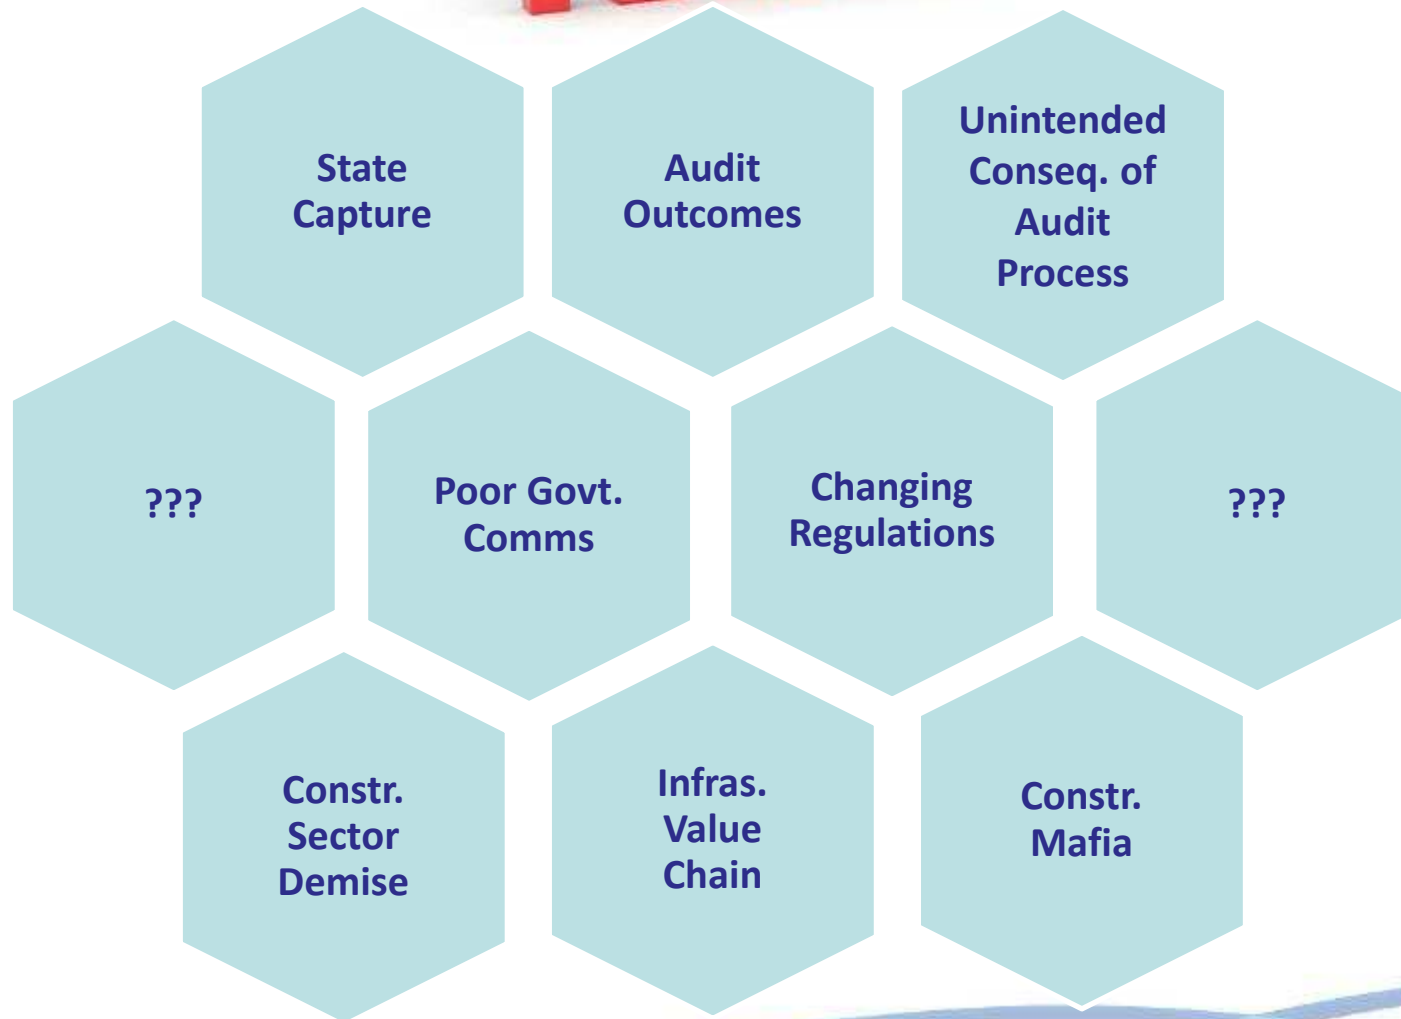 State
Capture
Audit
Outcomes
Unintended
Conseq. of
Audit
Process
???
Poor Govt.
Comms
Changing
Regulations
???
Constr.
Sector
Demise
Infras.
Value
Chain
Constr.
Mafia